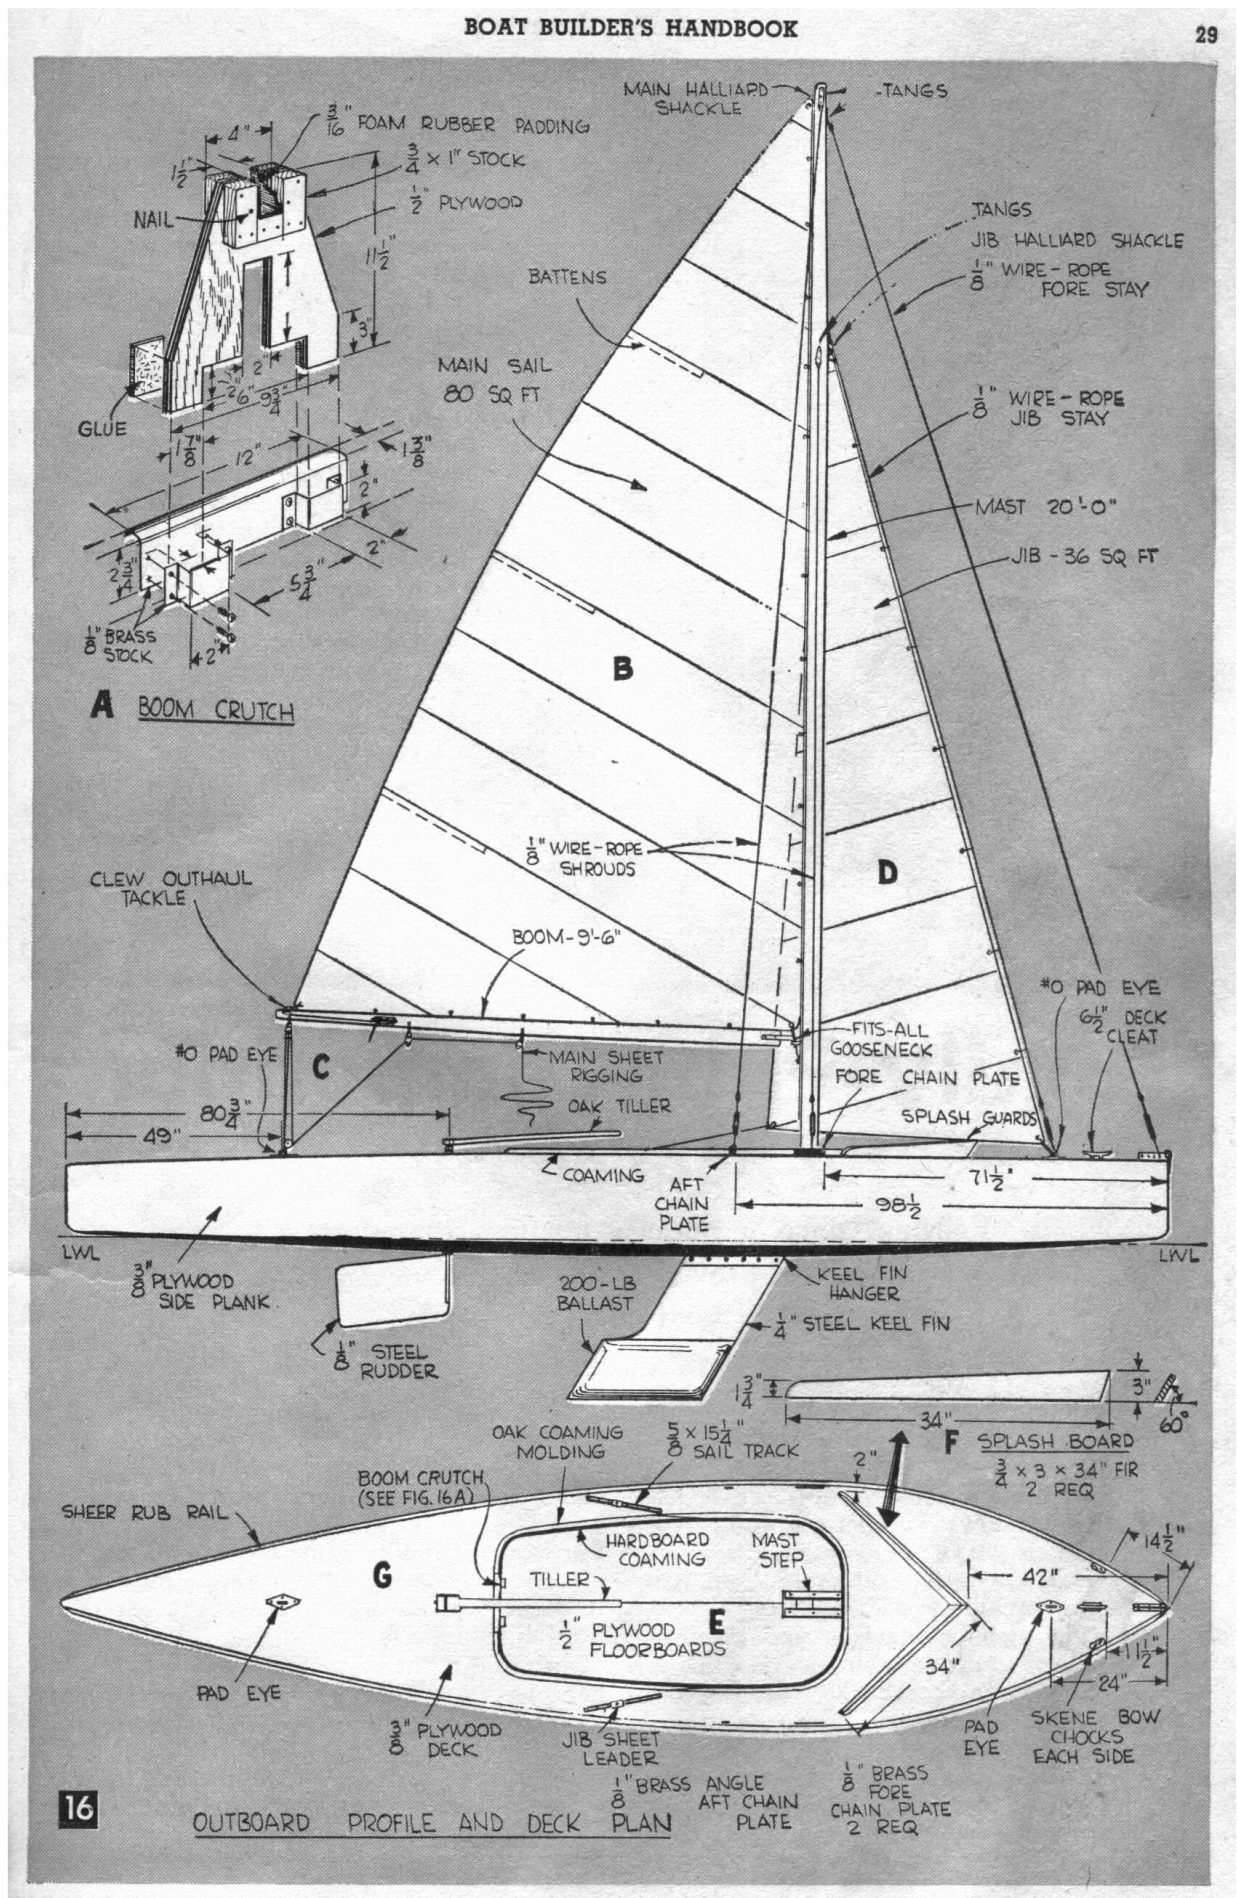 BOAT BUILDER'S HANDBOOK
29
MAIN HALLIARD
SHACKLE
-TANGS
3/16" FOAM RUBBER PADDING
4"
3/4 x 1" STOCK
1 1/2"
1/2" PLYWOOD
NAIL
11 1/2"
3"
2"
2"
6"
9 3/4"
GLUE
1 7/8"
12"
1 3/8"
2"
2"
2 3/4"
5 3/4"
1/8" BRASS
STOCK
2"
A BOOM CRUTCH
TANGS
JIB HALLIARD SHACKLE
1/8" WIRE-ROPE
FORE STAY
BATTENS
MAIN SAIL
80 SQ FT
1/8" WIRE-ROPE
JIB STAY
MAST 20'-0"
JIB-36 SQ FT
B
1/8" WIRE-ROPE
SHROUDS
D
CLEW OUTHAUL
TACKLE
BOOM-9'-6"
#0 PAD EYE
6 1/2" DECK
CLEAT
FITS-ALL
GOOSENECK
#0 PAD EYE
C
MAIN SHEET
RIGGING
FORE CHAIN PLATE
80 3/4"
OAK TILLER
SPLASH GUARDS
49"
COAMING
AFT
CHAIN
PLATE
71 1/2"
98 1/2
LWL
LWL
3/8" PLYWOOD
SIDE PLANK.
200-LB
BALLAST
KEEL FIN
HANGER
1/4" STEEL KEEL FIN
1/8" STEEL
RUDDER
1 3/4"
3"
34"
60°
F SPLASH BOARD
3/4 x 3 x 34" FIR
2 REQ
OAK COAMING
MOLDING
5/8 x 15 1/4"
SAIL TRACK
2"
BOOM CRUTCH
(SEE FIG. 16A)
SHEER RUB RAIL
HARDBOARD
COAMING
MAST
STEP
14 1/2"
G
TILLER
42"
E
1/2" PLYWOOD
FLOORBOARDS
34"
11 1/2"
24"
PAD EYE
3/8" PLYWOOD
DECK
JIB SHEET
LEADER
PAD
EYE
SKENE BOW
CHOCKS
EACH SIDE
1/8" BRASS ANGLE
AFT CHAIN
PLATE
1/8" BRASS
FORE
CHAIN PLATE
2 REQ
16
OUTBOARD PROFILE AND DECK PLAN